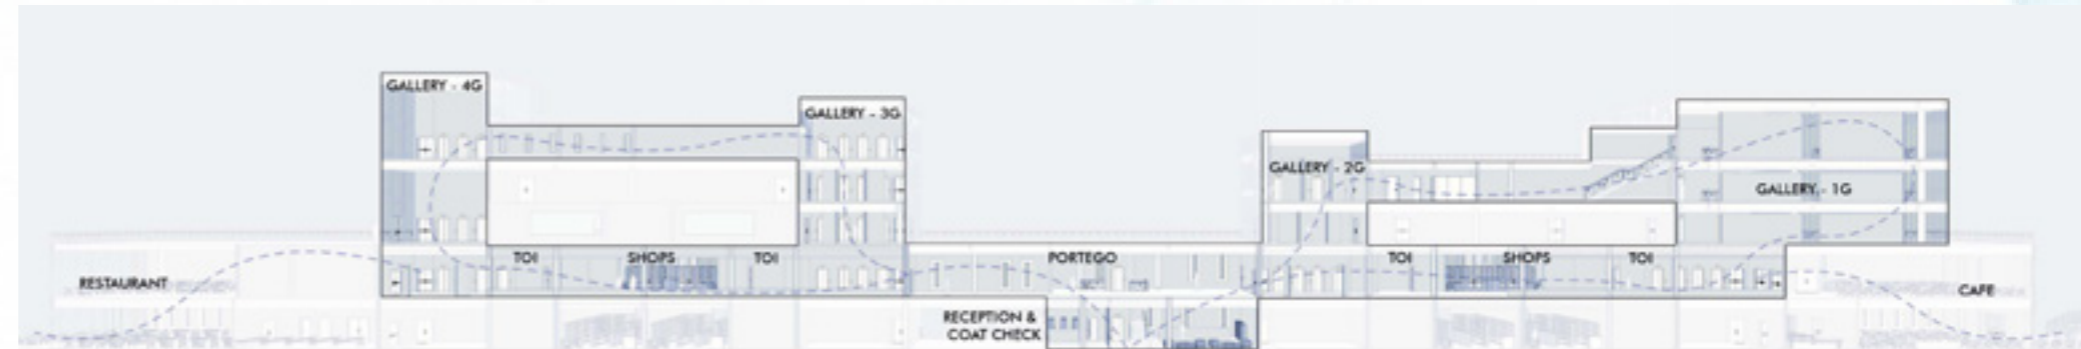 GALLERY - 4G
GALLERY - 3G
GALLERY - 2G
GALLERY - 1G
TOI
SHOPS
TOI
PORTEGO
TOI
SHOPS
TOI
RESTAURANT
CAFE
RECEPTION &
COAT CHECK